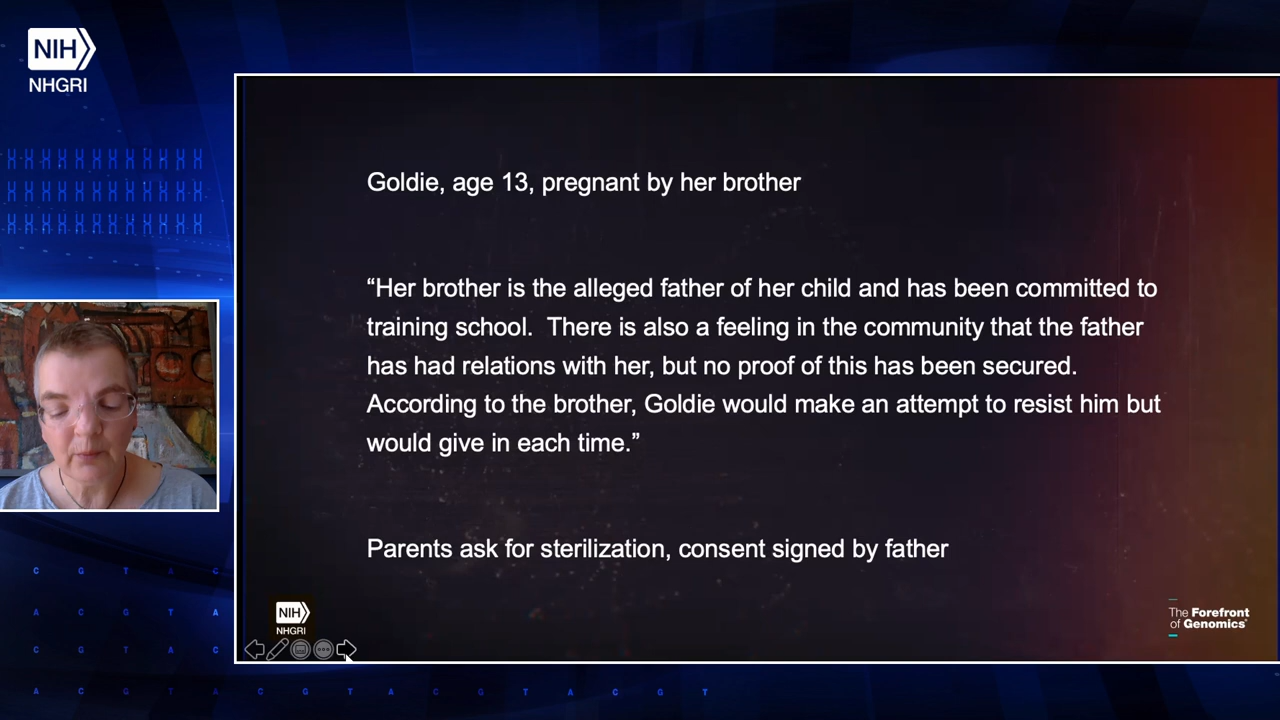 NIH
NHGRI
Goldie, age 13, pregnant by her brother
“Her brother is the alleged father of her child and has been committed to
training school.  There is also a feeling in the community that the father
has had relations with her, but no proof of this has been secured.
According to the brother, Goldie would make an attempt to resist him but
would give in each time.”
Parents ask for sterilization, consent signed by father
NIH
NHGRI
The Forefront
of Genomics®
C G T A C
A C G T A
C G T A C
A C G T A C G T A C G T A C G T